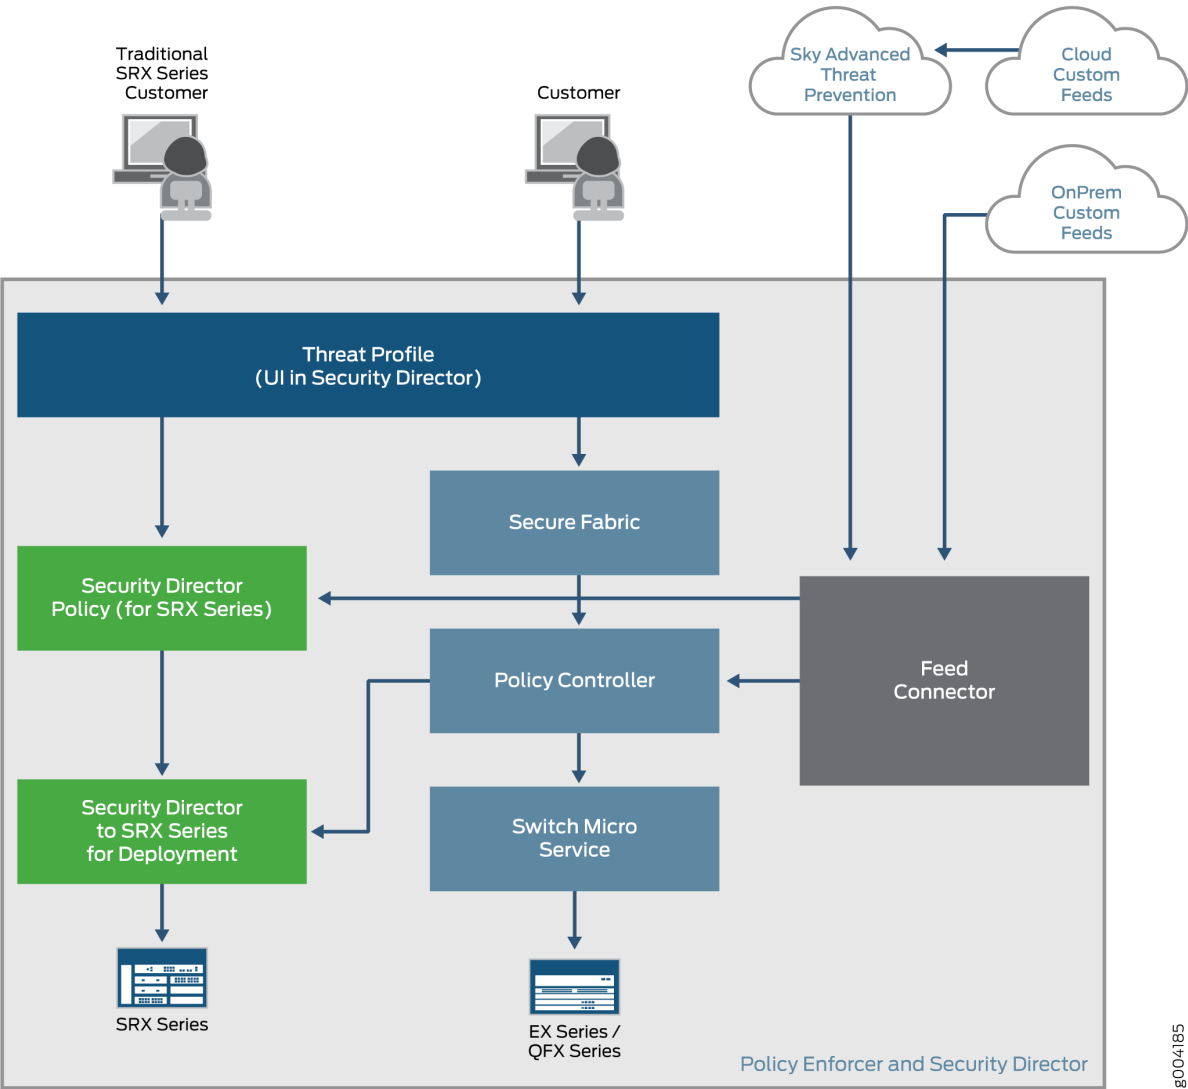 Traditional
SRX Series
Customer
Customer
Sky Advanced
Threat
Prevention
Cloud
Custom
Feeds
OnPrem
Custom
Feeds
Threat Profile
(UI in Security Director)
Secure Fabric
Security Director
Policy (for SRX Series)
Policy Controller
Feed
Connector
Security Director
to SRX Series
for Deployment
Switch Micro
Service
SRX Series
EX Series /
QFX Series
Policy Enforcer and Security Director
g004185